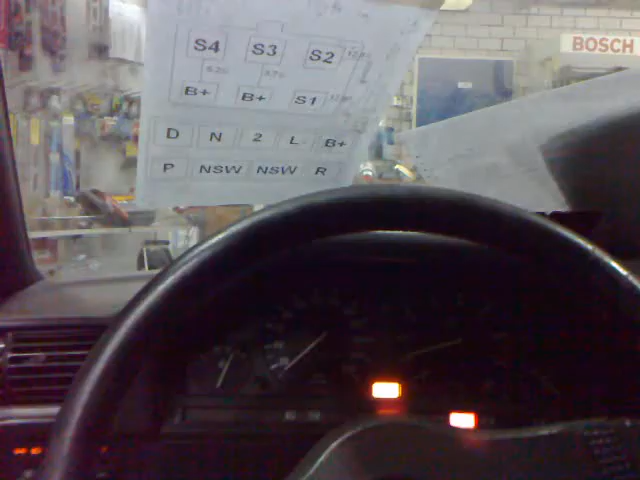 S4 S3 S2
BOSCH
B+ B+ S1
D N 2 L B+
P NSW NSW R